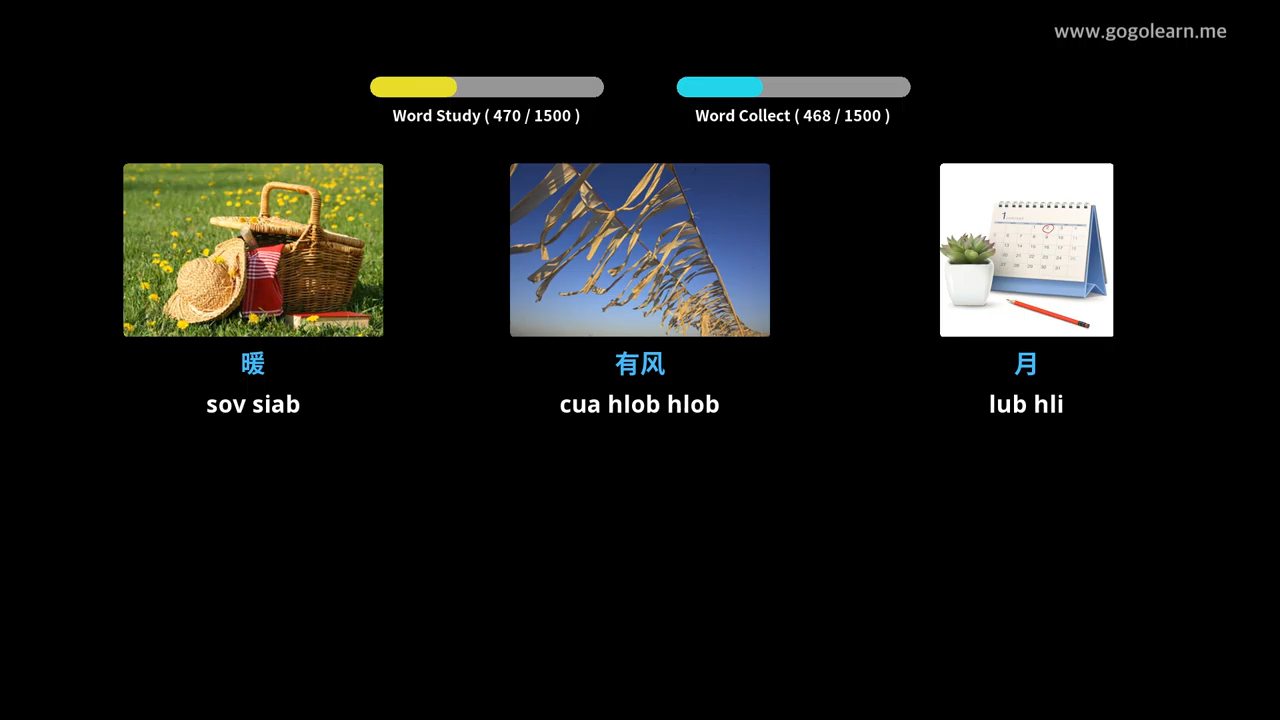 www.gogolearn.me
Word Study ( 470 / 1500 )
Word Collect ( 468 / 1500 )
暖
有风
月
sov siab
cua hlob hlob
lub hli